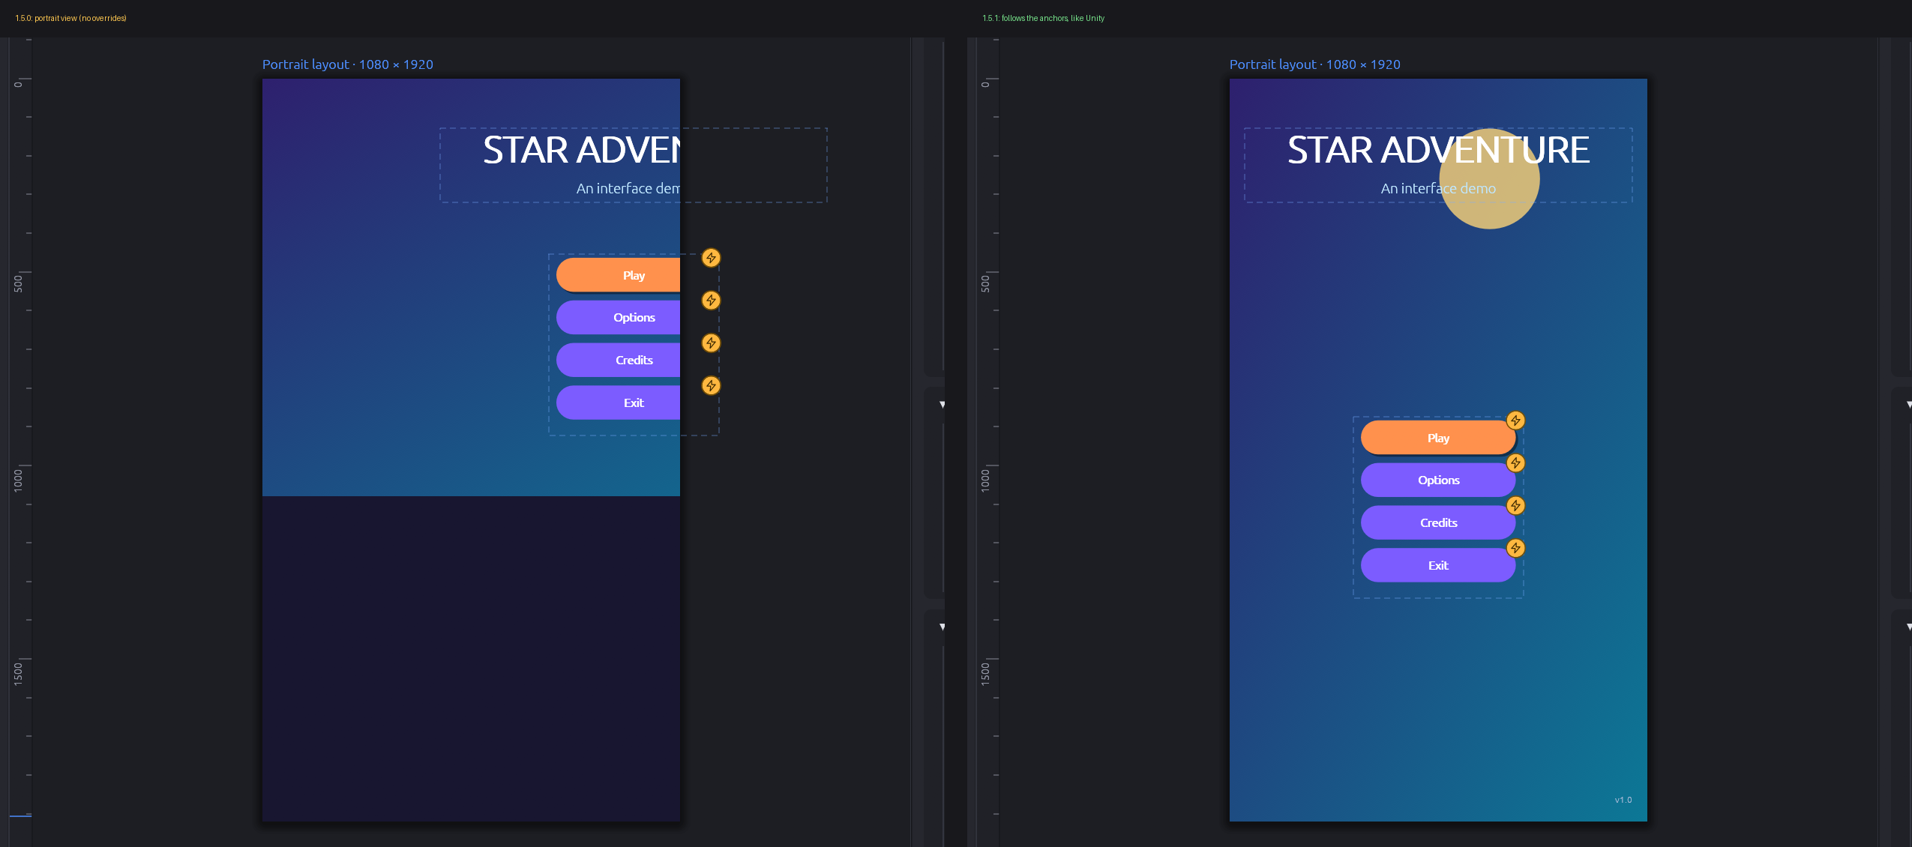 1.5.0: portrait view (no overrides)
Portrait layout · 1080 × 1920
0
500
1000
1500
STAR ADVEN
An interface dem
Play
Options
Credits
Exit
1.5.1: follows the anchors, like Unity
Portrait layout · 1080 × 1920
0
500
1000
1500
STAR ADVENTURE
An interface demo
Play
Options
Credits
Exit
v1.0